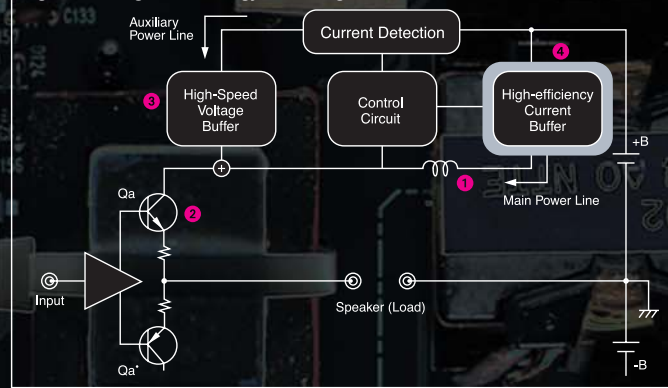 C133
Auxiliary
Power Line
Current Detection
4
3
High-Speed
Voltage
Buffer
Control
Circuit
High-efficiency
Current
Buffer
+B
+
1
Main Power Line
Qa
2
Input
Speaker (Load)
Qa*
-B